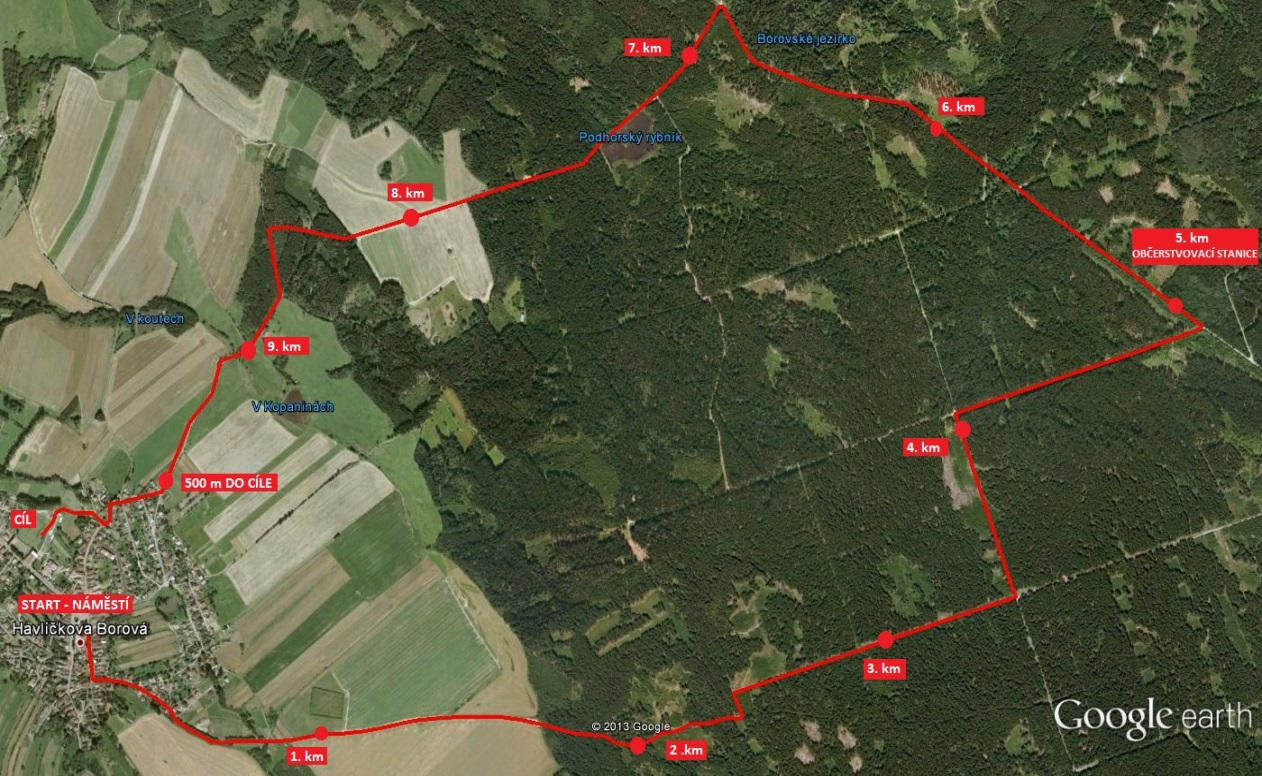 7. km
Borovské jezírko
6. km
Podhorský rybník
8. km
5. km
OBČERSTVOVACÍ STANICE
V koutech
9. km
V Kopaninách
4. km
500 m DO CÍLE
CÍL
START - NÁMĚSTÍ
Havlíčkova Borová
3. km
© 2013 Google
Google earth
2 .km
1. km